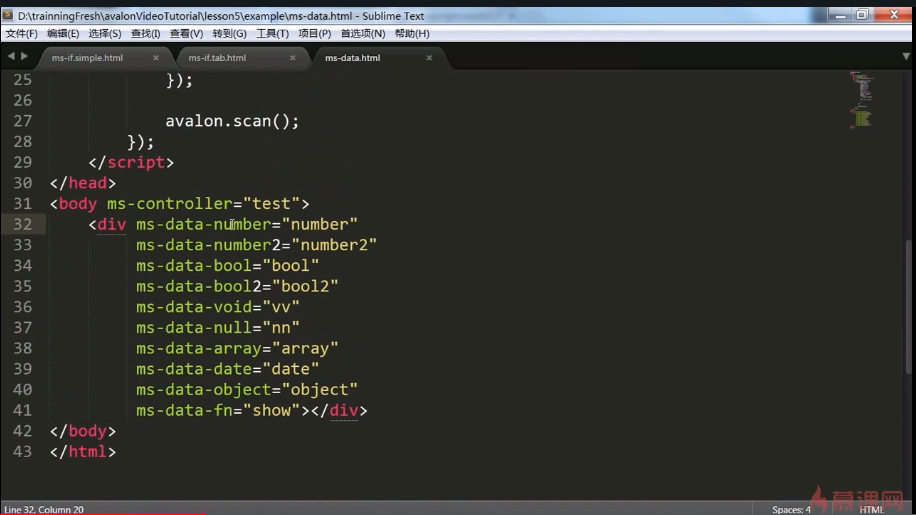 D:\trainningFresh\avalonVideoTutorial\lesson5\example\ms-data.html - Sublime Text
文件(F) 编辑(E) 选择(S) 查找(I) 查看(V) 转到(G) 工具(T) 项目(P) 首选项(N) 帮助(H)
ms-if.simple.html × ms-if.tab.html × ms-data.html ×
25 });
26
27 avalon.scan();
28 });
29 </script>
30 </head>
31 <body ms-controller="test">
32 <div ms-data-number="number"
33 ms-data-number2="number2"
34 ms-data-bool="bool"
35 ms-data-bool2="bool2"
36 ms-data-void="vv"
37 ms-data-null="nn"
38 ms-data-array="array"
39 ms-data-date="date"
40 ms-data-object="object"
41 ms-data-fn="show"></div>
42 </body>
43 </html>
慕课网
Line 32, Column 20 Spaces: 4 HTML